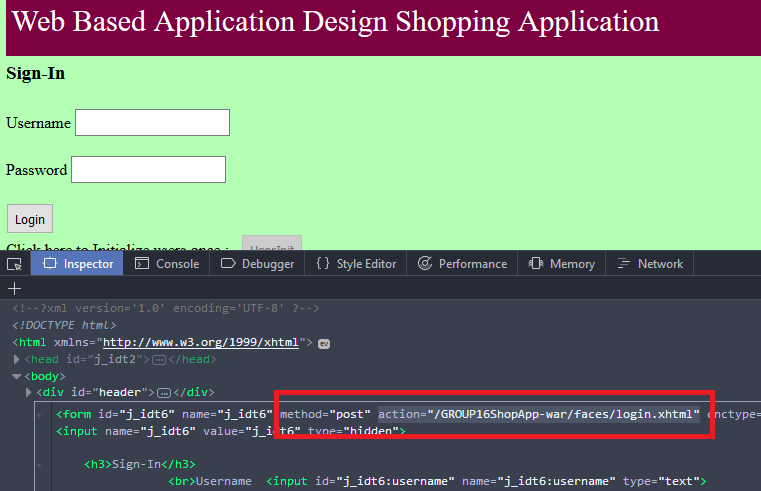 Web Based Application Design Shopping Application
Sign-In
Username
Password
Login
Click here to Initialize users once : UserInit
Inspector Console Debugger {} Style Editor Performance Memory Network
+
<!--?xml version='1.0' encoding='UTF-8' ?-->
<!DOCTYPE html>
<html xmlns="http://www.w3.org/1999/xhtml"> ev
<head id="j_idt2">…</head>
<body>
<div id="header">…</div>
<form id="j_idt6" name="j_idt6" method="post" action="/GROUP16ShopApp-war/faces/login.xhtml" enctype=
<input name="j_idt6" value="j_idt6" type="hidden">
<h3>Sign-In</h3>
<br>Username <input id="j_idt6:username" name="j_idt6:username" type="text">